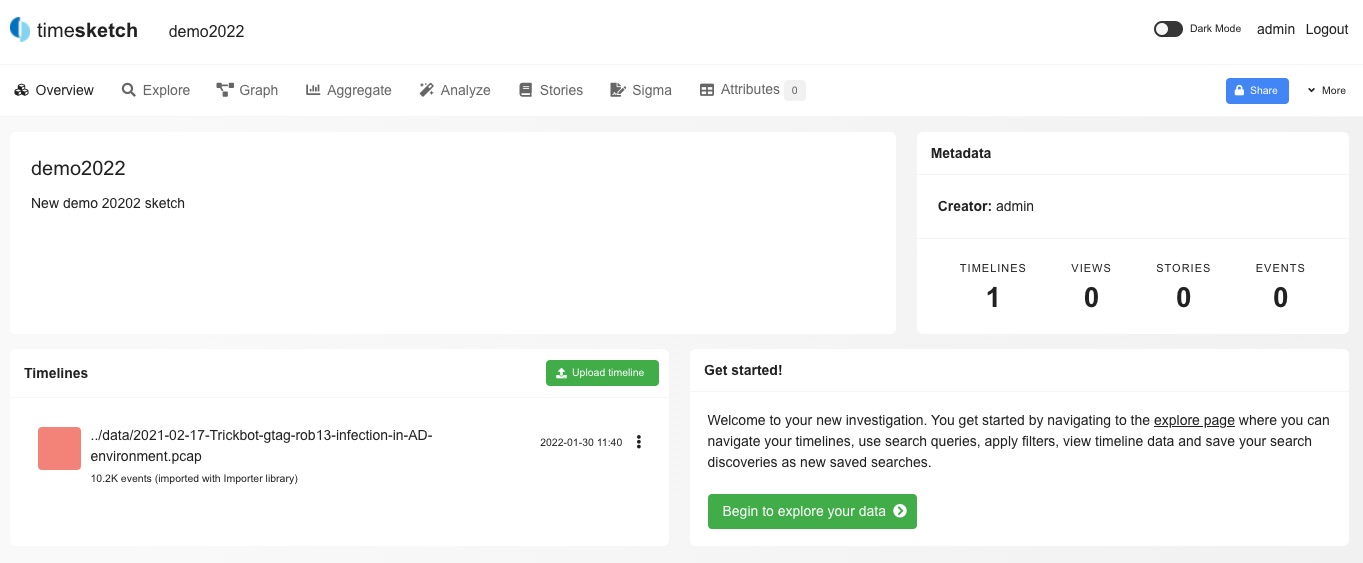 timesketch demo2022 Dark Mode admin Logout
Overview Explore Graph Aggregate Analyze Stories Sigma Attributes 0 Share More
demo2022
New demo 20202 sketch
Metadata
Creator: admin
TIMELINES VIEWS STORIES EVENTS
1 0 0 0
Timelines Upload timeline
../data/2021-02-17-Trickbot-gtag-rob13-infection-in-AD-
environment.pcap
10.2K events (imported with Importer library)
2022-01-30 11:40
Get started!
Welcome to your new investigation. You get started by navigating to the explore page where you can
navigate your timelines, use search queries, apply filters, view timeline data and save your search
discoveries as new saved searches.
Begin to explore your data